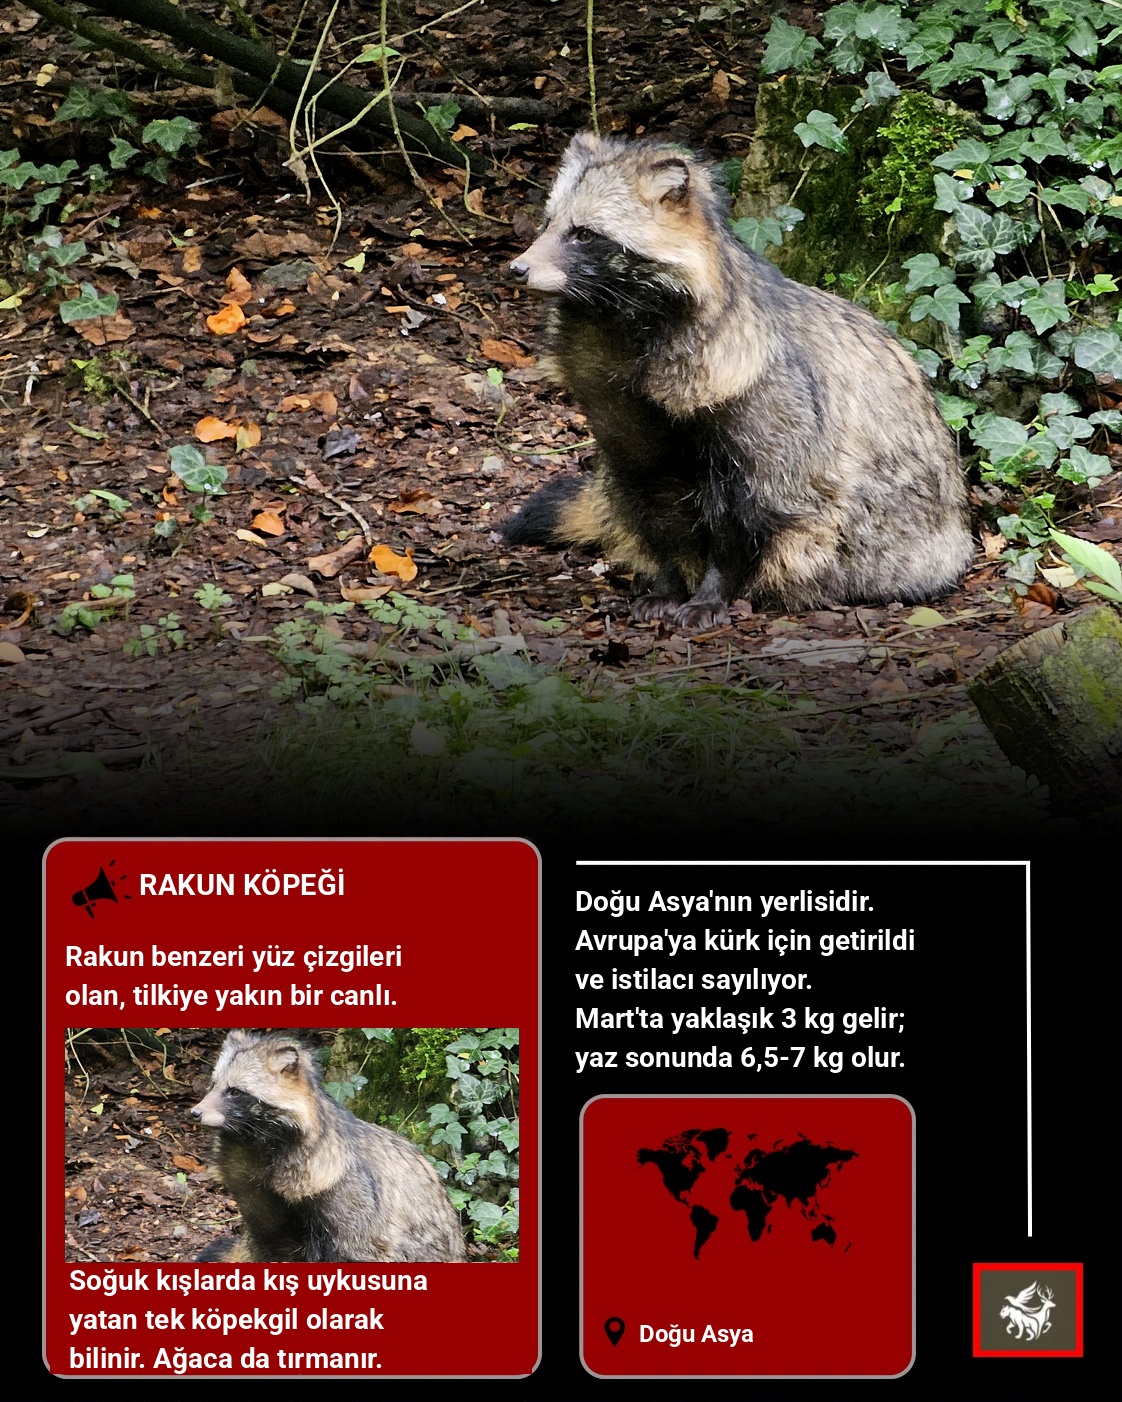 RAKUN KÖPEĞİ
Rakun benzeri yüz çizgileri
olan, tilkiye yakın bir canlı.
Soğuk kışlarda kış uykusuna
yatan tek köpekgil olarak
bilinir. Ağaca da tırmanır.
Doğu Asya'nın yerlisidir.
Avrupa'ya kürk için getirildi
ve istilacı sayılıyor.
Mart'ta yaklaşık 3 kg gelir;
yaz sonunda 6,5-7 kg olur.
Doğu Asya